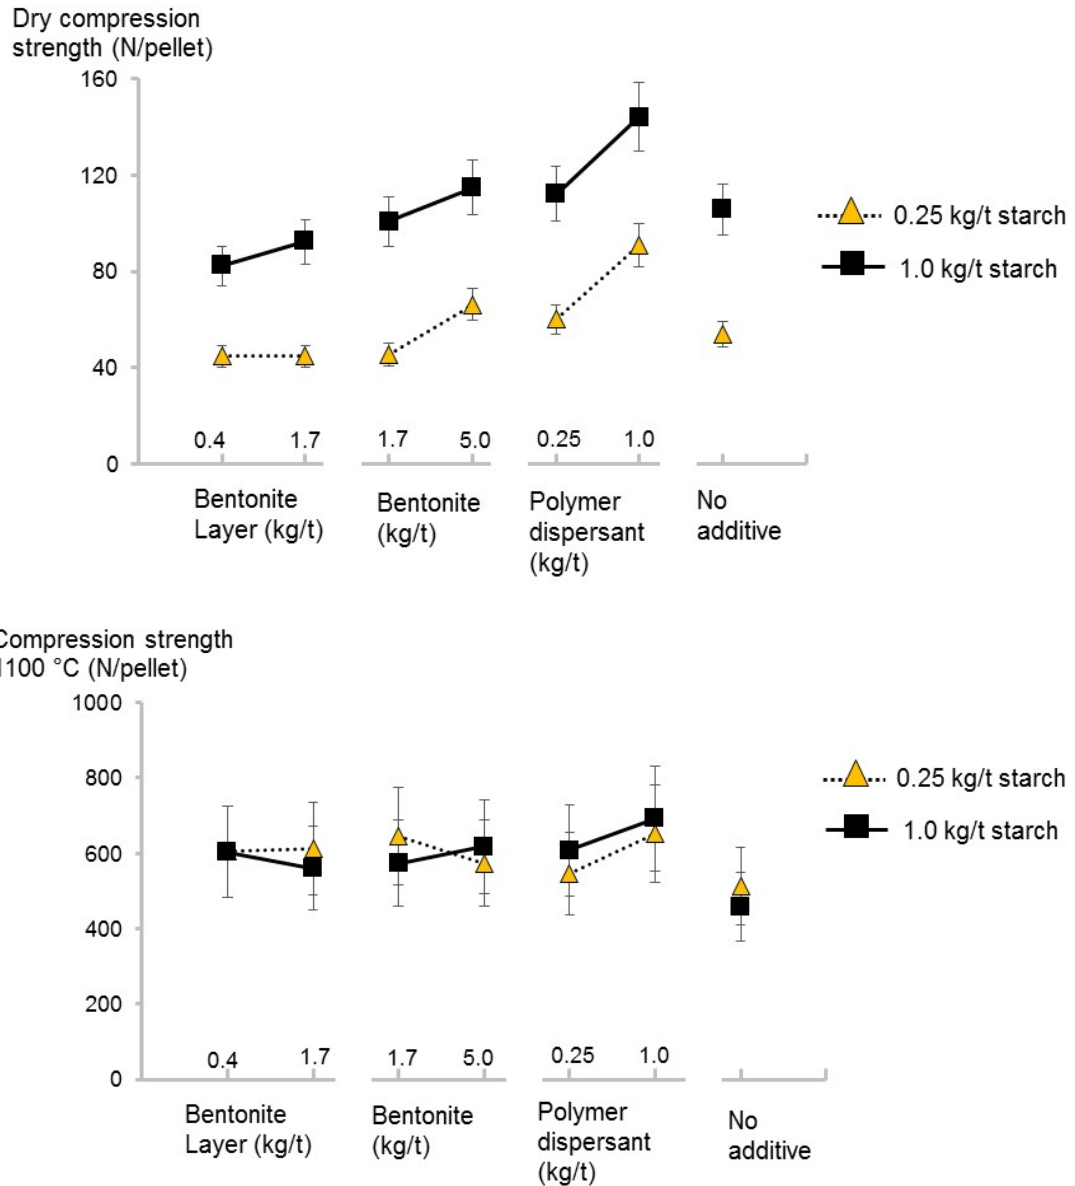 Dry compression
strength (N/pellet)
160
120
80
40
0
0.4
1.7
1.7
5.0
0.25
1.0
Bentonite
Layer (kg/t)
Bentonite
(kg/t)
Polymer
dispersant
(kg/t)
No
additive
0.25 kg/t starch
1.0 kg/t starch
Compression strength
1100 °C (N/pellet)
1000
800
600
400
200
0
0.4
1.7
1.7
5.0
0.25
1.0
Bentonite
Layer (kg/t)
Bentonite
(kg/t)
Polymer
dispersant
(kg/t)
No
additive
0.25 kg/t starch
1.0 kg/t starch